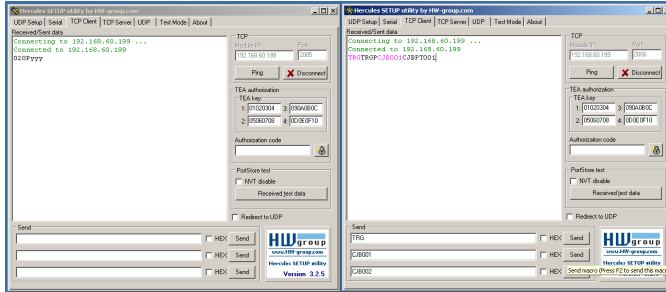 Hercules SETUP utility by HW-group.com
UDP Setup Serial TCP Client TCP Server UDP Test Mode About
Received/Sent data
Connecting to 192.168.60.199 ...
Connected to 192.168.60.199
02OPyyy
TCP
Module IP Port
192.168.60.199 2005
Ping Disconnect
TEA authorization
TEA key
1: 01020304 3: 090A0B0C
2: 05060708 4: 0D0E0F10
Authorization code
PortStore test
NVT disable
Received test data
Redirect to UDP
Send
HEX Send
HEX Send
HEX Send
HW group
www.HW-group.com
Hercules SETUP utility
Version 3.2.5
Hercules SETUP utility by HW-group.com
UDP Setup Serial TCP Client TCP Server UDP Test Mode About
Received/Sent data
Connecting to 192.168.60.199 ...
Connected to 192.168.60.199
TRGTRGPCJB001CJBPT001
TCP
Module IP Port
192.168.60.199 2006
Ping Disconnect
TEA authorization
TEA key
1: 01020304 3: 090A0B0C
2: 05060708 4: 0D0E0F10
Authorization code
PortStore test
NVT disable
Received test data
Redirect to UDP
Send
TRG HEX Send
CJB001 HEX Send
CJB002 HEX Send
HW group
www.HW-group.com
Hercules SETUP utility
Send macro (Press F2 to send this mac